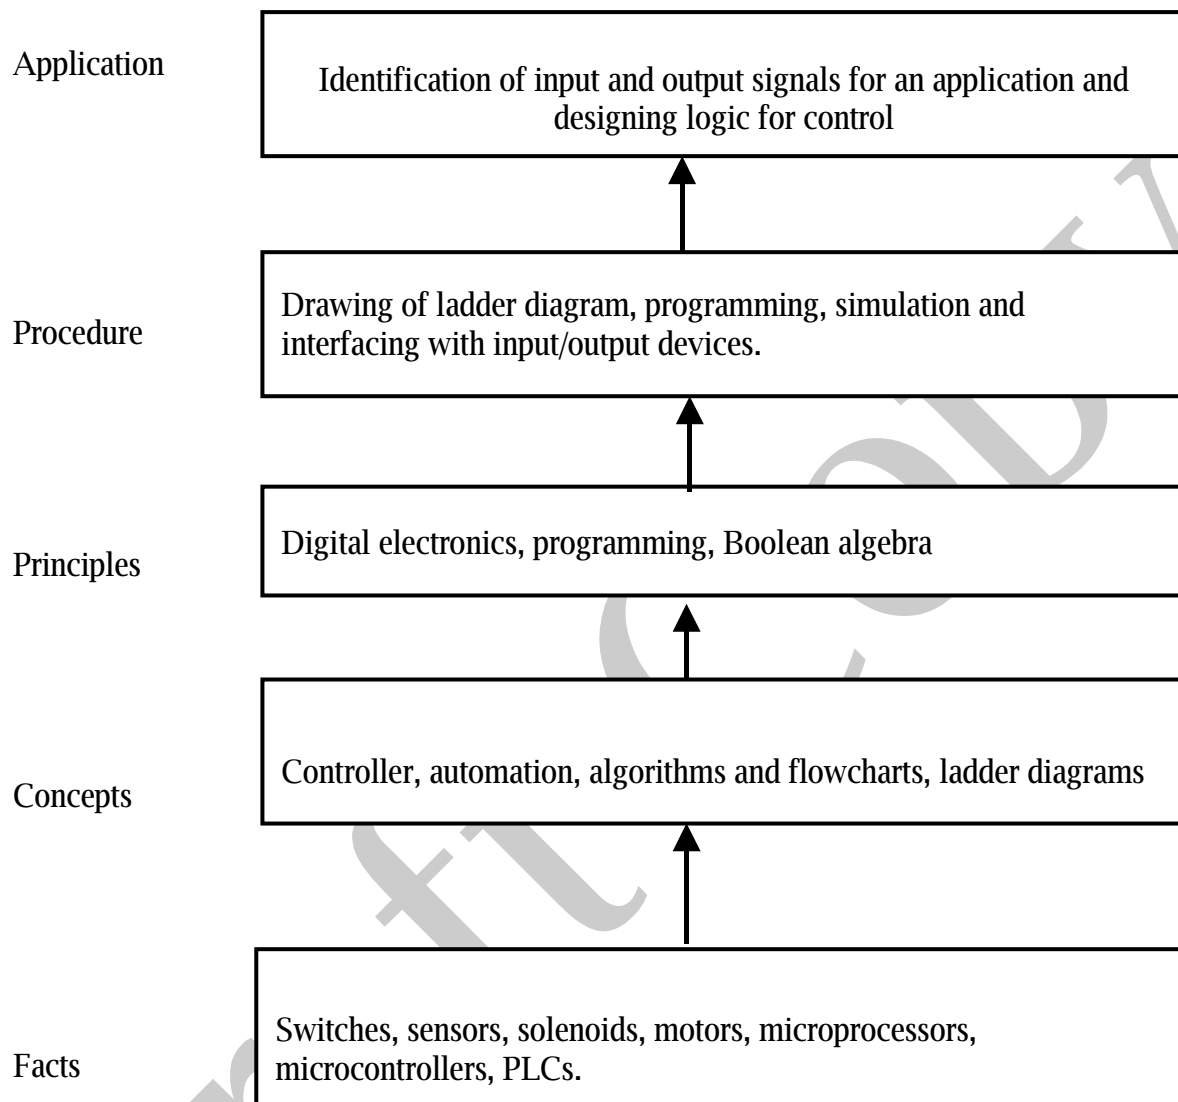 Application
Identification of input and output signals for an application and
designing logic for control
Procedure
Drawing of ladder diagram, programming, simulation and
interfacing with input/output devices.
Principles
Digital electronics, programming, Boolean algebra
Concepts
Controller, automation, algorithms and flowcharts, ladder diagrams
Facts
Switches, sensors, solenoids, motors, microprocessors,
microcontrollers, PLCs.